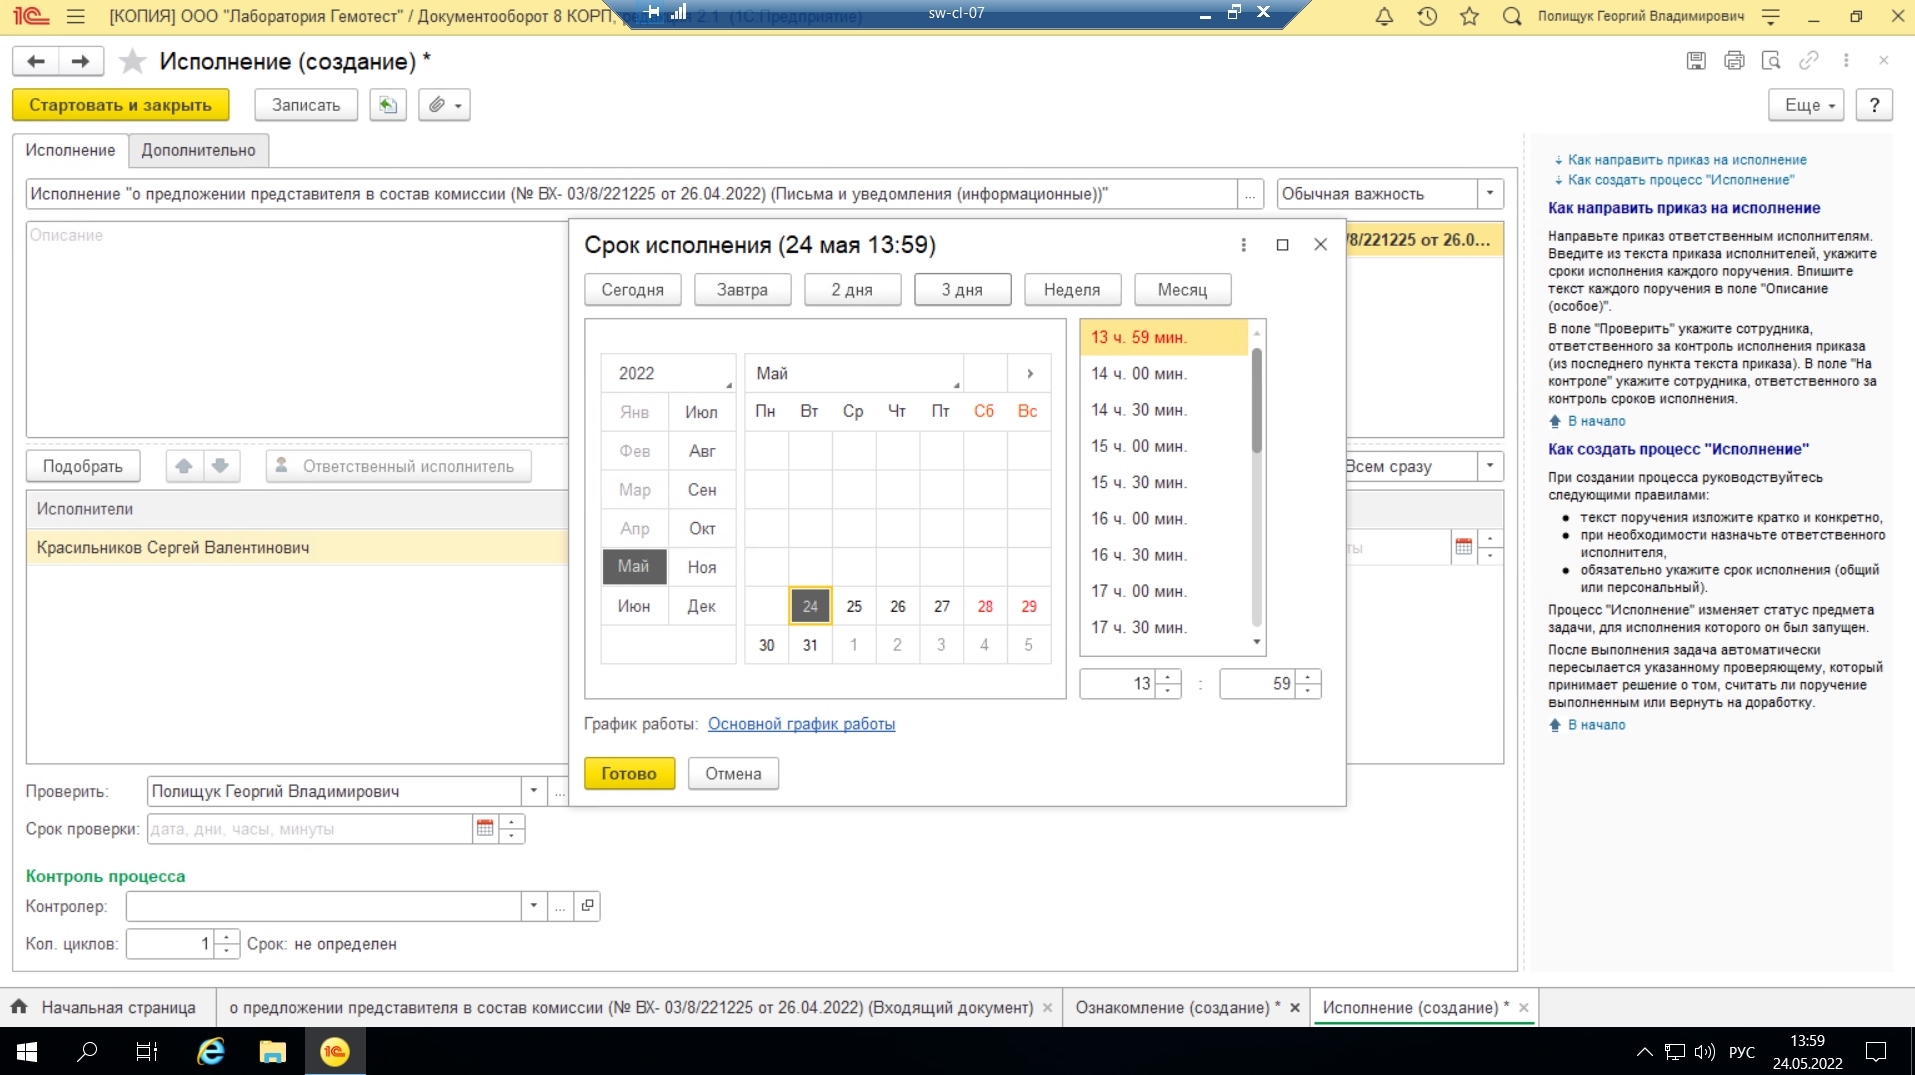 [КОПИЯ] ООО "Лаборатория Гемотест" / Документооборот 8 КОРП, редакция 2.1 (1С:Предприятие)
sw-cl-07
Полищук Георгий Владимирович
Исполнение (создание) *
Стартовать и закрыть
Записать
Еще
?
Исполнение
Дополнительно
Исполнение "о предложении представителя в состав комиссии (№ ВХ- 03/8/221225 от 26.04.2022) (Письма и уведомления (информационные))"
...
Обычная важность
Описание
/8/221225 от 26.0...
Подобрать
Ответственный исполнитель
Всем сразу
Исполнители
Красильников Сергей Валентинович
ты
Срок исполнения (24 мая 13:59)
Сегодня
Завтра
2 дня
3 дня
Неделя
Месяц
2022
Янв Июл
Фев Авг
Мар Сен
Апр Окт
Май Ноя
Июн Дек
Май
Пн Вт Ср Чт Пт Сб Вс
24 25 26 27 28 29
30 31 1 2 3 4 5
13 ч. 59 мин.
14 ч. 00 мин.
14 ч. 30 мин.
15 ч. 00 мин.
15 ч. 30 мин.
16 ч. 00 мин.
16 ч. 30 мин.
17 ч. 00 мин.
17 ч. 30 мин.
13 : 59
График работы: Основной график работы
Готово
Отмена
Проверить: Полищук Георгий Владимирович ...
Срок проверки: дата, дни, часы, минуты
Контроль процесса
Контролер: ...
Кол. циклов: 1 Срок: не определен
Как направить приказ на исполнение
Как создать процесс "Исполнение"
Как направить приказ на исполнение
Направьте приказ ответственным исполнителям.
Введите из текста приказа исполнителей, укажите
сроки исполнения каждого поручения. Впишите
текст каждого поручения в поле "Описание
(особое)".
В поле "Проверить" укажите сотрудника,
ответственного за контроль исполнения приказа
(из последнего пункта текста приказа). В поле "На
контроле" укажите сотрудника, ответственного за
контроль сроков исполнения.
В начало
Как создать процесс "Исполнение"
При создании процесса руководствуйтесь
следующими правилами:
● текст поручения изложите кратко и конкретно,
● при необходимости назначьте ответственного
исполнителя,
● обязательно укажите срок исполнения (общий
или персональный).
Процесс "Исполнение" изменяет статус предмета
задачи, для исполнения которого он был запущен.
После выполнения задача автоматически
пересылается указанному проверяющему, который
принимает решение о том, считать ли поручение
выполненным или вернуть на доработку.
В начало
Начальная страница
о предложении представителя в состав комиссии (№ ВХ- 03/8/221225 от 26.04.2022) (Входящий документ)
Ознакомление (создание) *
Исполнение (создание) *
РУС
13:59
24.05.2022